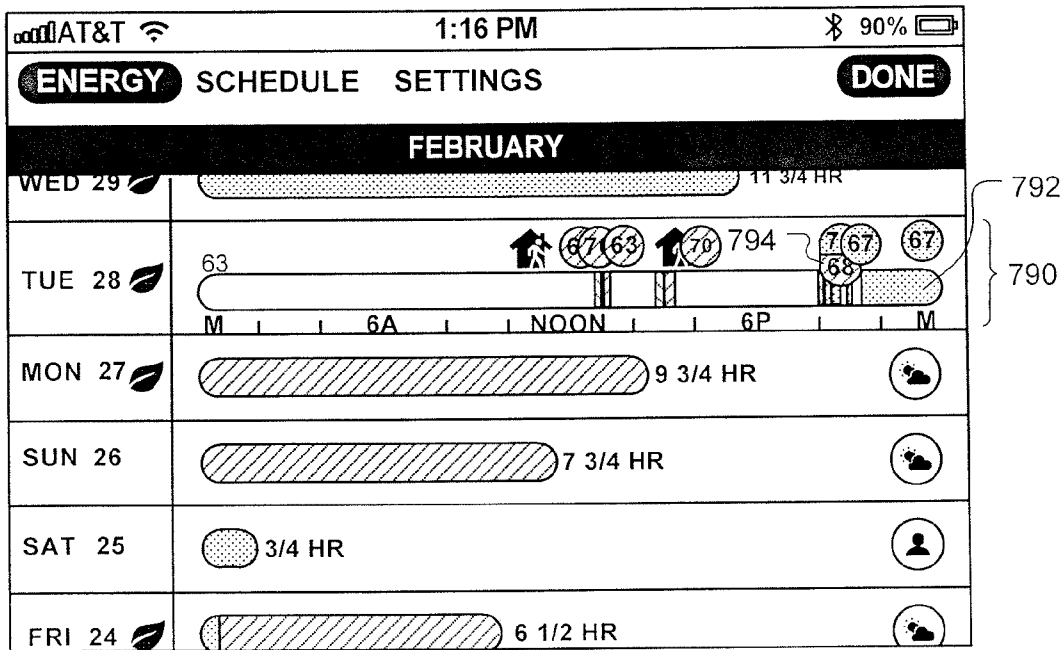 AT&T 1:16 PM 90%
ENERGY SCHEDULE SETTINGS DONE
FEBRUARY
WED 29 11 3/4 HR
792
TUE 28 63 63 70 794 67 68 67 790
M 6A NOON 6P M
MON 27 9 3/4 HR
SUN 26 7 3/4 HR
SAT 25 3/4 HR
FRI 24 6 1/2 HR